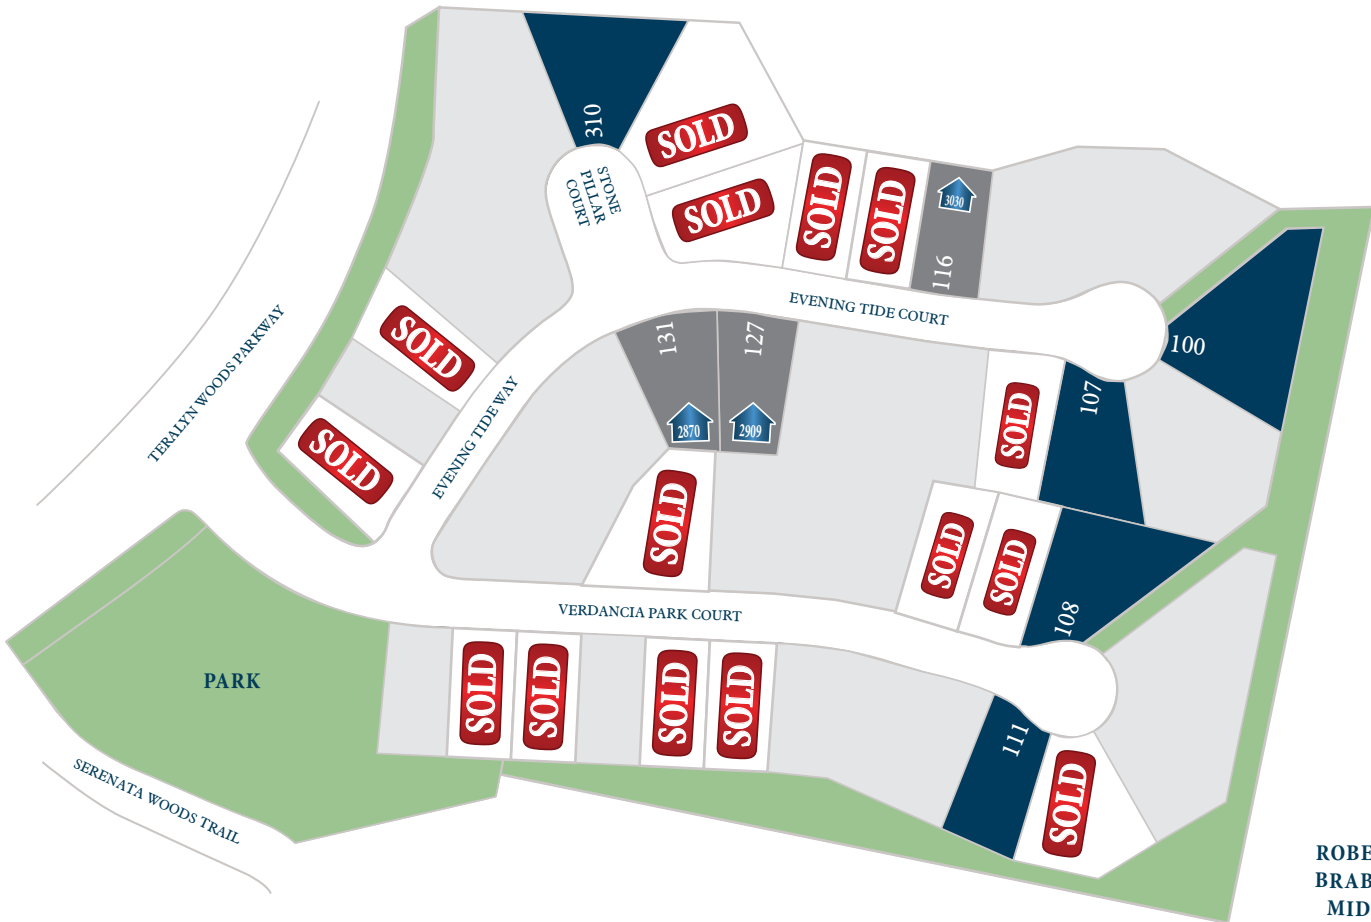 310
SOLD
STONE
PILLAR
COURT
SOLD
SOLD
SOLD
3030
116
EVENING TIDE COURT
100
TERALYN WOODS PARKWAY
SOLD
SOLD
EVENING TIDE WAY
131
127
2870
2909
SOLD
107
SOLD
SOLD
SOLD
108
VERDANCIA PARK COURT
PARK
SOLD
SOLD
SOLD
SOLD
111
SOLD
SERENATA WOODS TRAIL
ROBE
BRAB
MID